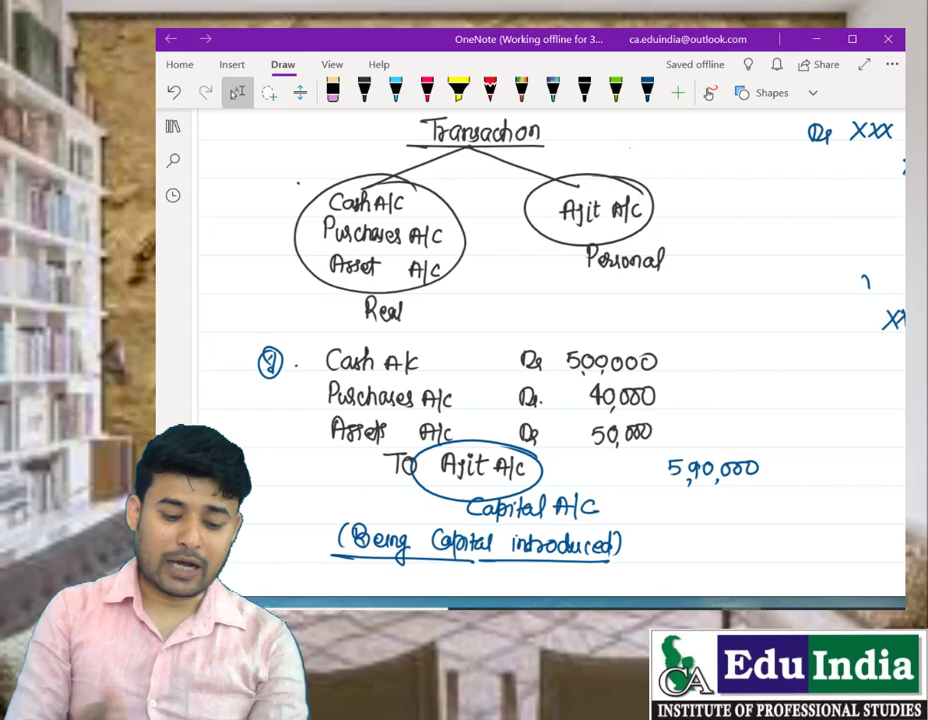 OneNote (Working offline for 3...
ca.eduindia@outlook.com
Home Insert Draw View Help
Saved offline
Share
Shapes
Transaction
Dr XXX
Cash A/C
Purchases A/C
Asset A/C
Ajit A/C
Real
Personal
Cash A/C Dr 5,00,000
Purchases A/C Dr. 40,000
Assets A/C Dr 50,000
To Ajit A/C 5,90,000
Capital A/C
(Being Capital introduced)
CA
Edu India
INSTITUTE OF PROFESSIONAL STUDIES